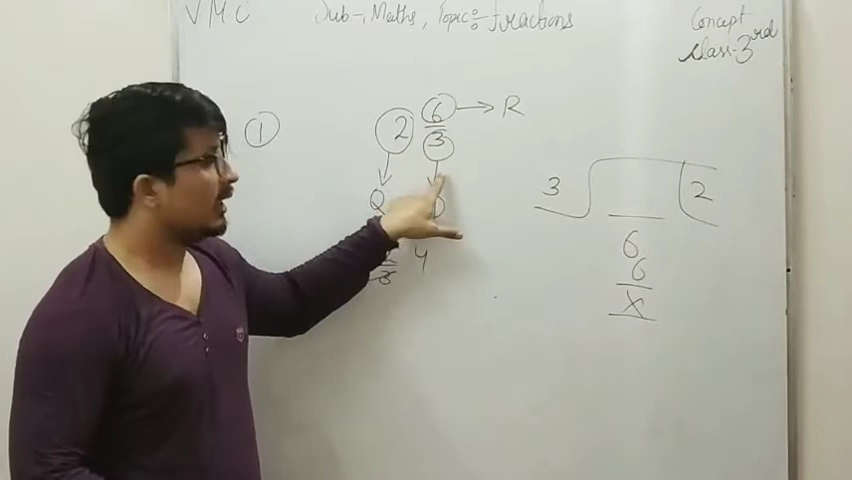 VMC
Sub-, Maths, Topic:- fractions
Concept
Class-3rd
1
2 6/3 → R
Q
4
3
3 2
6
6
x